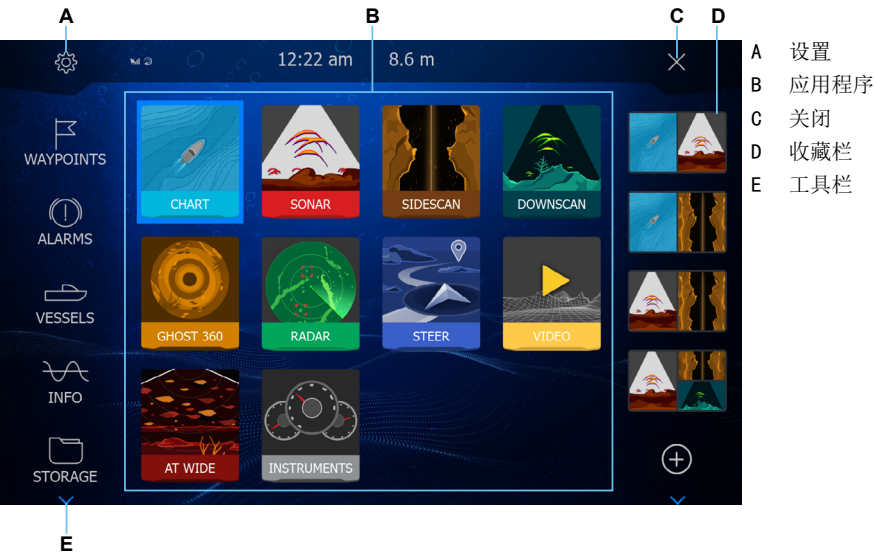 A B C D
12:22 am 8.6 m
WAYPOINTS
ALARMS
VESSELS
INFO
STORAGE
CHART SONAR SIDESCAN DOWNSCAN
GHOST 360 RADAR STEER VIDEO
AT WIDE INSTRUMENTS
E
A 设置
B 应用程序
C 关闭
D 收藏栏
E 工具栏